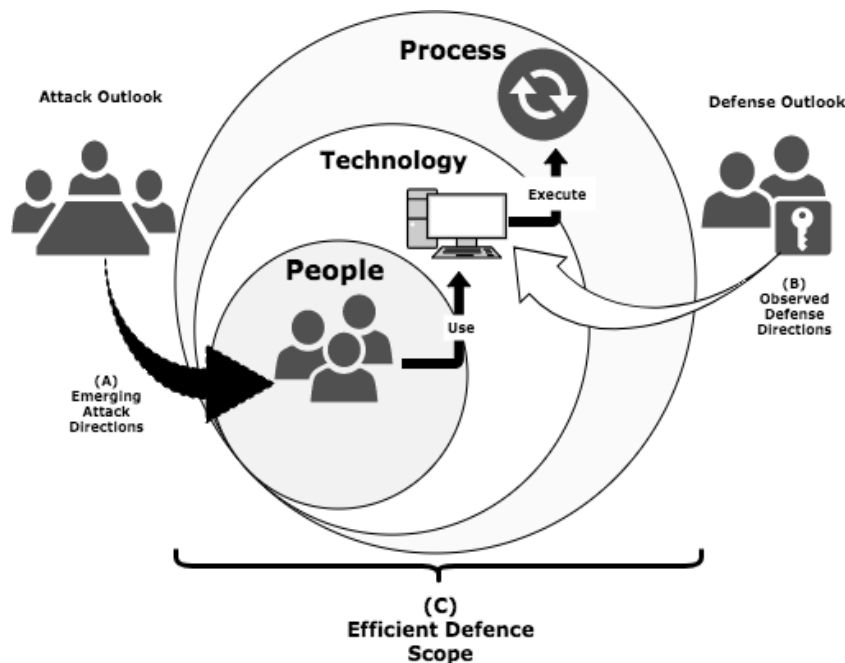 Process
Attack Outlook
Defense Outlook
Technology
Execute
People
Use
(B)
Observed
Defense
Directions
(A)
Emerging
Attack
Directions
(C)
Efficient Defence
Scope